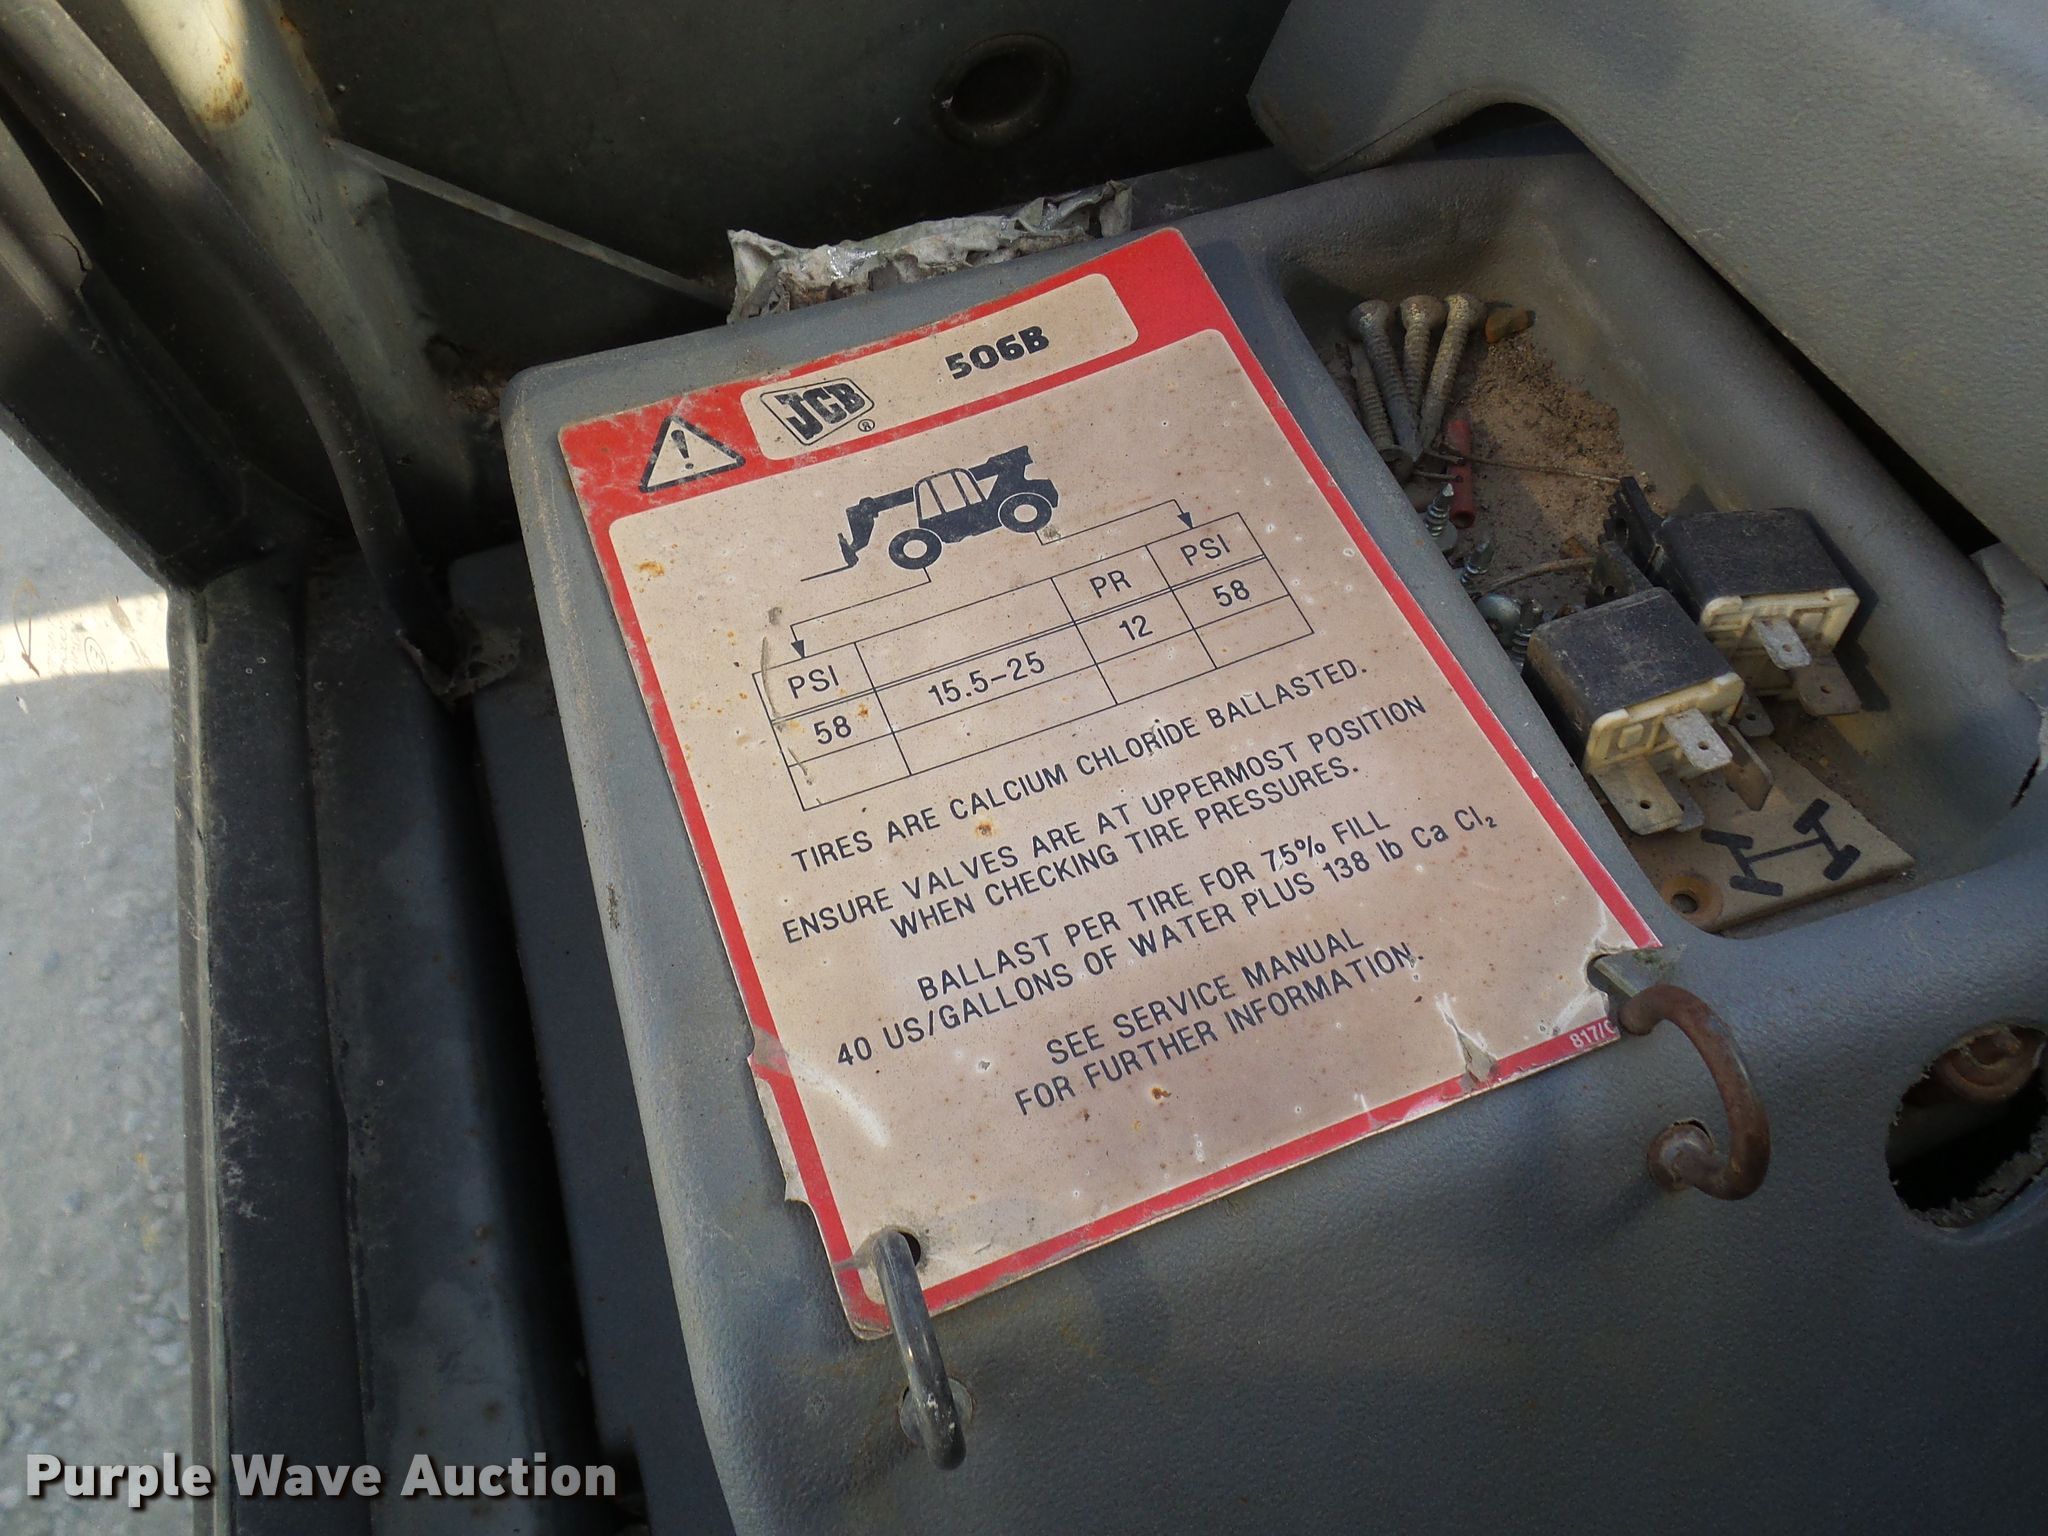 JCB® 506B
PSI 15.5-25 PR PSI
58 12 58
TIRES ARE CALCIUM CHLORIDE BALLASTED.
ENSURE VALVES ARE AT UPPERMOST POSITION
WHEN CHECKING TIRE PRESSURES.
BALLAST PER TIRE FOR 75% FILL
40 US/GALLONS OF WATER PLUS 138 lb Ca Cl₂
SEE SERVICE MANUAL
FOR FURTHER INFORMATION.
Purple Wave Auction